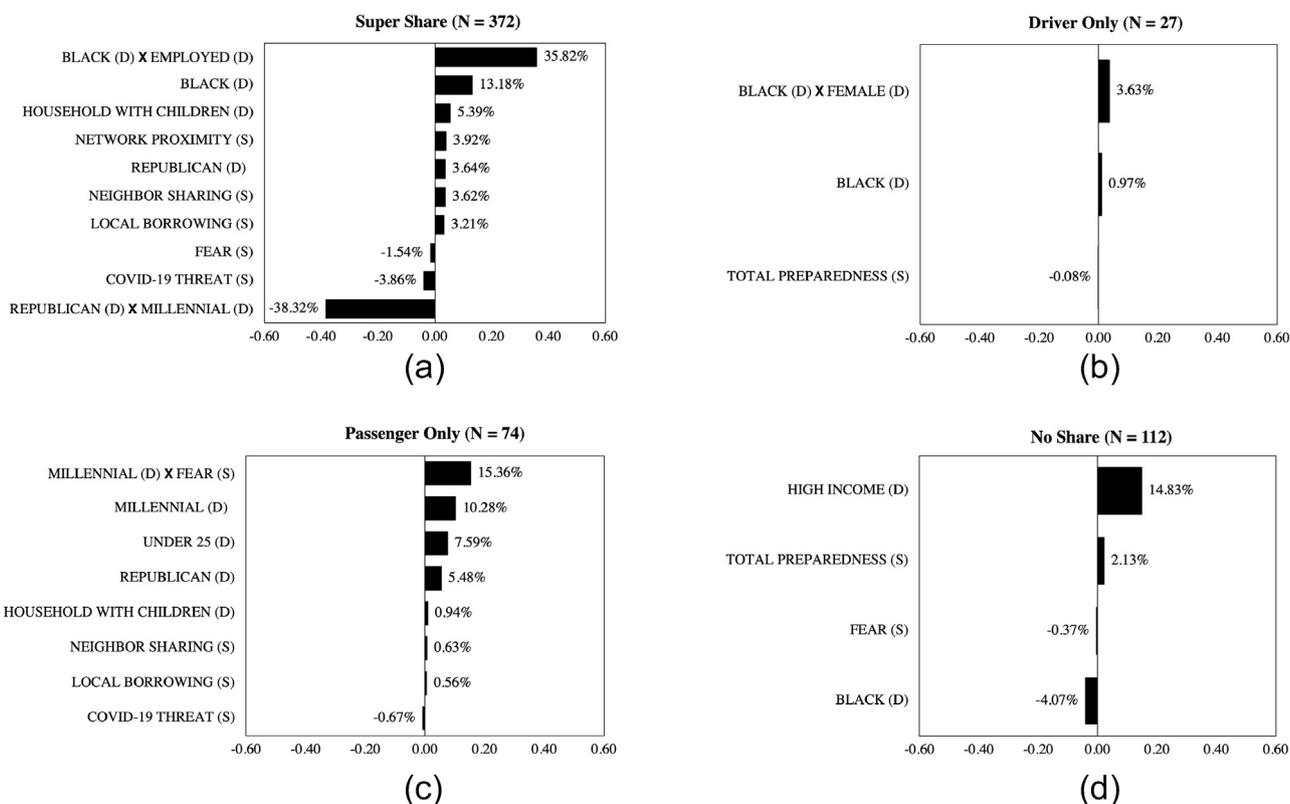 Super Share (N = 372)
BLACK (D) X EMPLOYED (D) 35.82%
BLACK (D) 13.18%
HOUSEHOLD WITH CHILDREN (D) 5.39%
NETWORK PROXIMITY (S) 3.92%
REPUBLICAN (D) 3.64%
NEIGHBOR SHARING (S) 3.62%
LOCAL BORROWING (S) 3.21%
FEAR (S) -1.54%
COVID-19 THREAT (S) -3.86%
REPUBLICAN (D) X MILLENNIAL (D) -38.32%
-0.60 -0.40 -0.20 0.00 0.20 0.40 0.60
(a)
Driver Only (N = 27)
BLACK (D) X FEMALE (D) 3.63%
BLACK (D) 0.97%
TOTAL PREPAREDNESS (S) -0.08%
-0.60 -0.40 -0.20 0.00 0.20 0.40 0.60
(b)
Passenger Only (N = 74)
MILLENNIAL (D) X FEAR (S) 15.36%
MILLENNIAL (D) 10.28%
UNDER 25 (D) 7.59%
REPUBLICAN (D) 5.48%
HOUSEHOLD WITH CHILDREN (D) 0.94%
NEIGHBOR SHARING (S) 0.63%
LOCAL BORROWING (S) 0.56%
COVID-19 THREAT (S) -0.67%
-0.60 -0.40 -0.20 0.00 0.20 0.40 0.60
(c)
No Share (N = 112)
HIGH INCOME (D) 14.83%
TOTAL PREPAREDNESS (S) 2.13%
FEAR (S) -0.37%
BLACK (D) -4.07%
-0.60 -0.40 -0.20 0.00 0.20 0.40 0.60
(d)